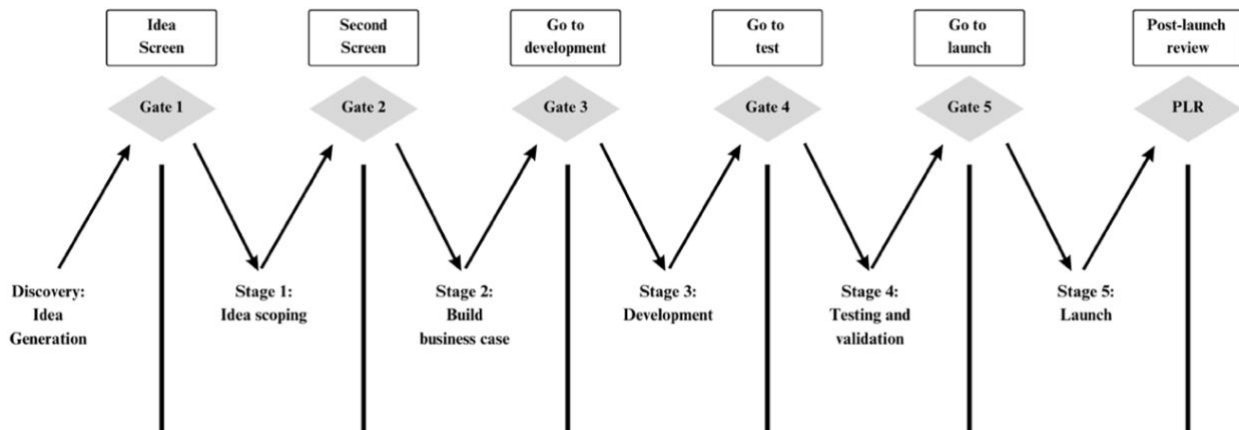 Idea
Screen
Second
Screen
Go to
development
Go to
test
Go to
launch
Post-launch
review
Gate 1
Gate 2
Gate 3
Gate 4
Gate 5
PLR
Discovery:
Idea
Generation
Stage 1:
Idea scoping
Stage 2:
Build
business case
Stage 3:
Development
Stage 4:
Testing and
validation
Stage 5:
Launch